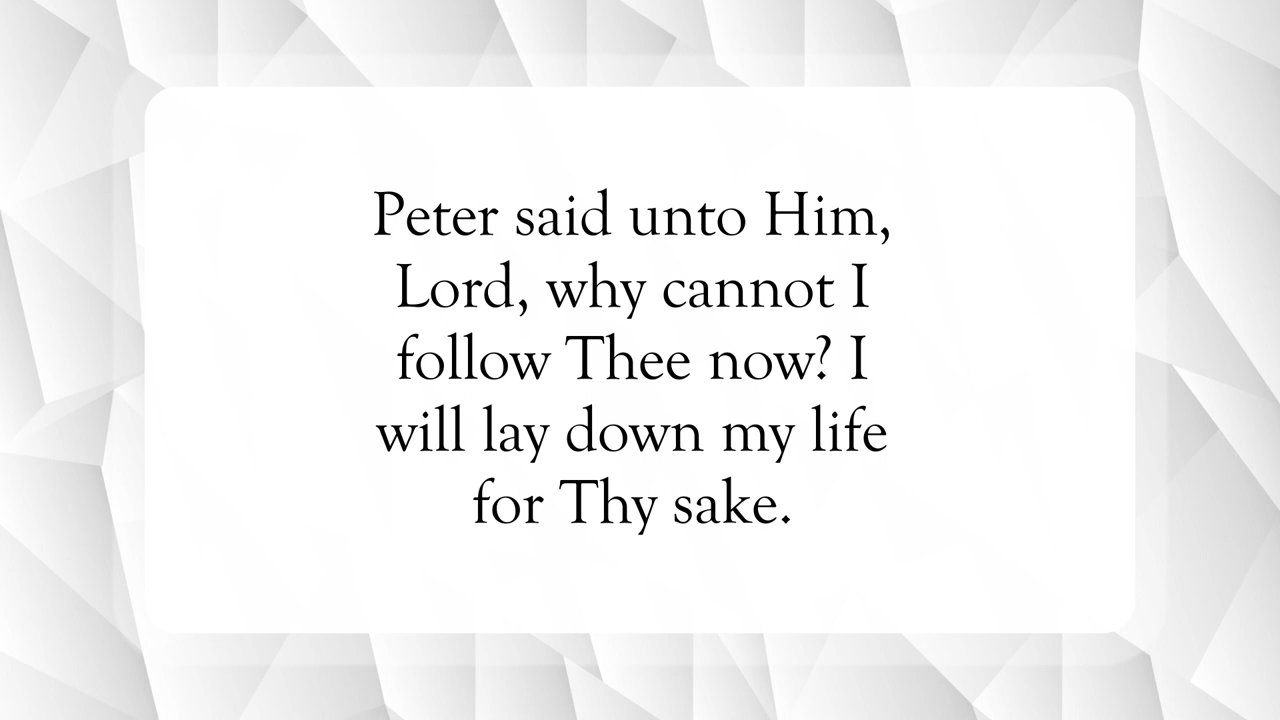 Peter said unto Him,
Lord, why cannot I
follow Thee now? I
will lay down my life
for Thy sake.